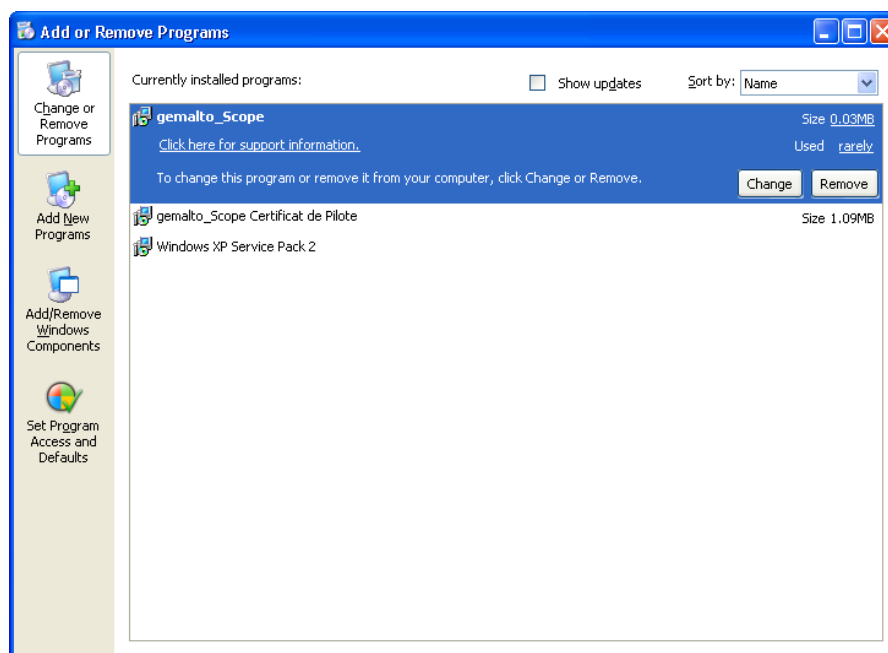 Add or Remove Programs
Currently installed programs:
Show updates
Sort by: Name
Change or
Remove
Programs
gemalto_Scope
Size 0.03MB
Click here for support information.
Used rarely
To change this program or remove it from your computer, click Change or Remove.
Change
Remove
Add New
Programs
gemalto_Scope Certificat de Pilote
Size 1.09MB
Windows XP Service Pack 2
Add/Remove
Windows
Components
Set Program
Access and
Defaults